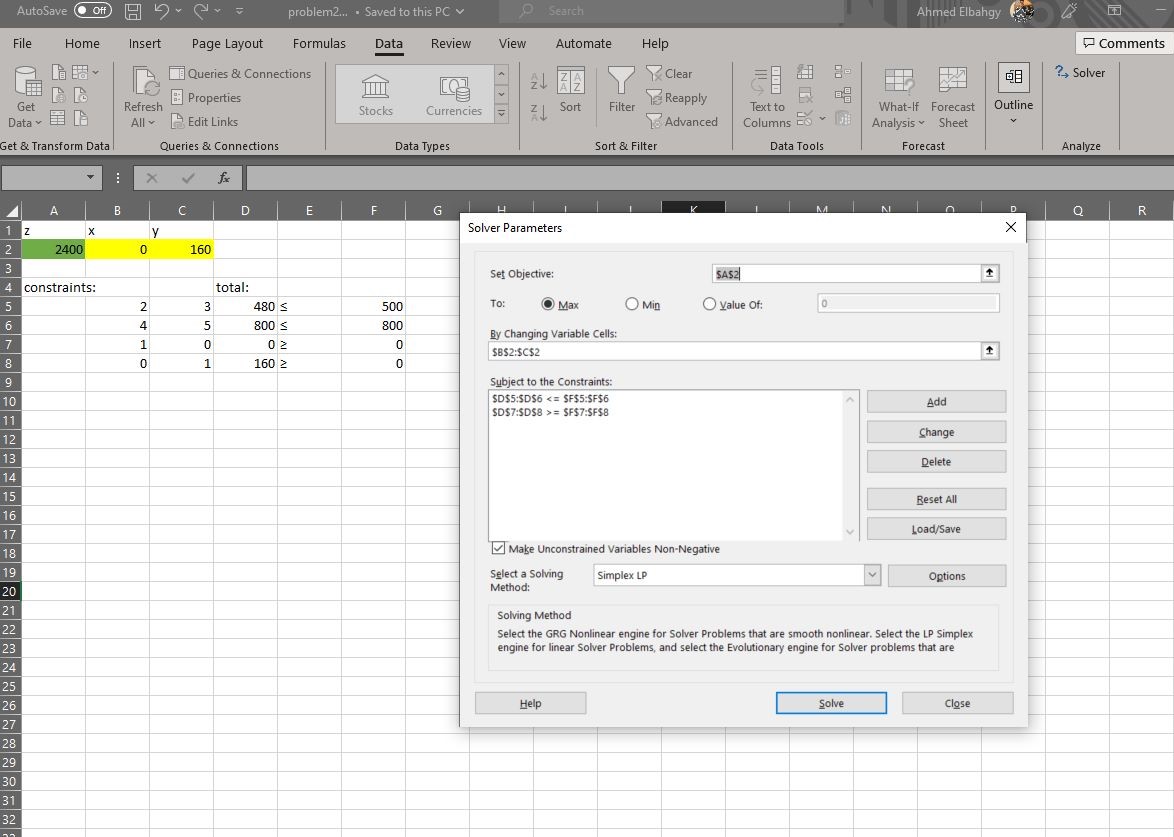 AutoSave Off problem2... • Saved to this PC Search Ahmed Elbahgy
File Home Insert Page Layout Formulas Data Review View Automate Help Comments
Get Data
Refresh All
Queries & Connections
Properties
Edit Links
Stocks
Currencies
Sort
Filter
Clear
Reapply
Advanced
Text to Columns
What-If Analysis
Forecast Sheet
Outline
Solver
Get & Transform Data Queries & Connections Data Types Sort & Filter Data Tools Forecast Analyze
fx
A B C D E F G H I J K L M N O P Q R
1 z x y
2 2400 0 160
3
4 constraints: total:
5 2 3 480 ≤ 500
6 4 5 800 ≤ 800
7 1 0 0 ≥ 0
8 0 1 160 ≥ 0
9
10
11
12
13
14
15
16
17
18
19
20
21
22
23
24
25
26
27
28
29
30
31
32
Solver Parameters
Set Objective: $A$2
To: Max Min Value Of: 0
By Changing Variable Cells:
$B$2:$C$2
Subject to the Constraints:
$D$5:$D$6 <= $F$5:$F$6
$D$7:$D$8 >= $F$7:$F$8
Add
Change
Delete
Reset All
Load/Save
Make Unconstrained Variables Non-Negative
Select a Solving Method: Simplex LP Options
Solving Method
Select the GRG Nonlinear engine for Solver Problems that are smooth nonlinear. Select the LP Simplex
engine for linear Solver Problems, and select the Evolutionary engine for Solver problems that are
Help Solve Close